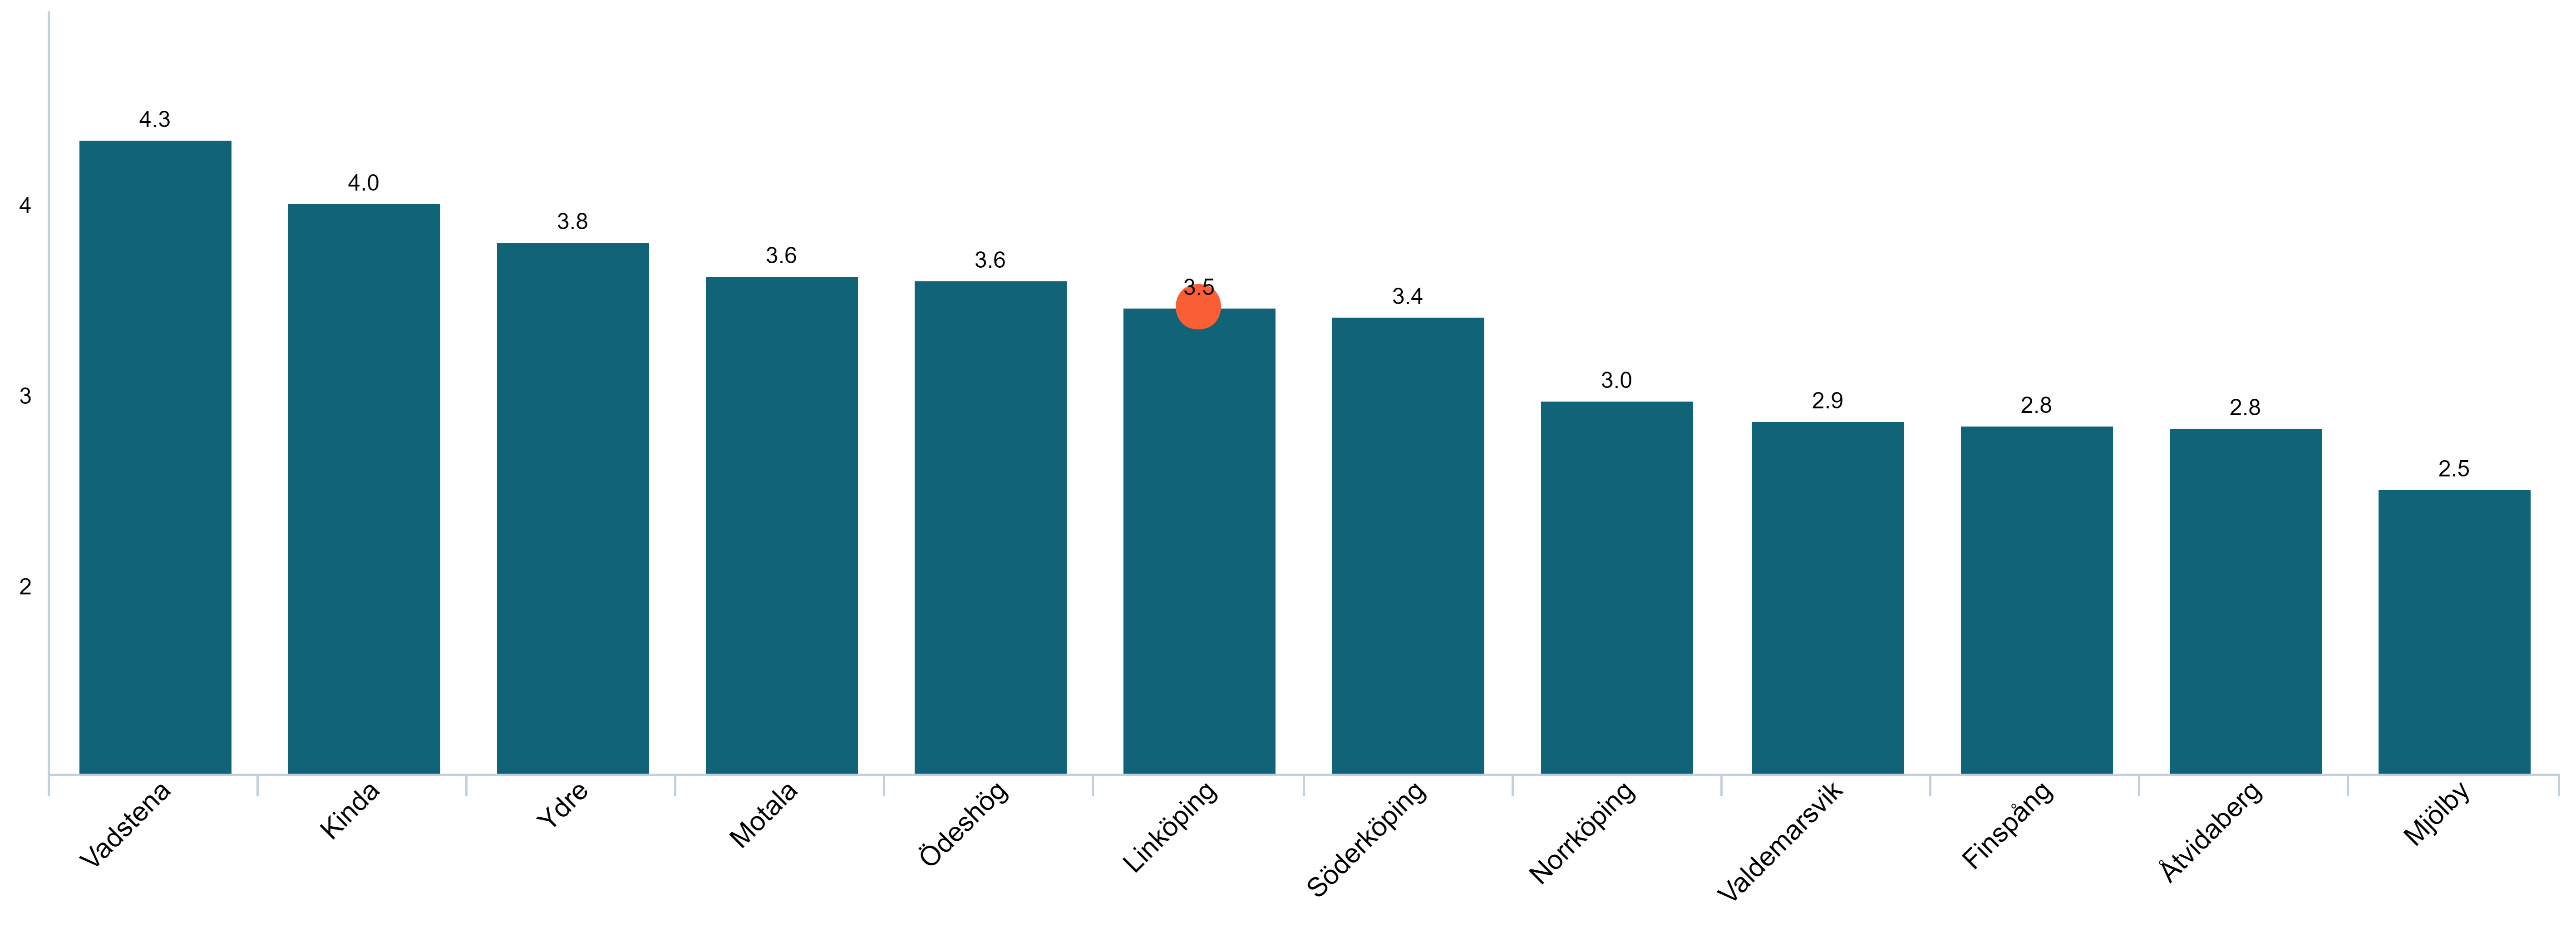 4.3
4.0
3.8
3.6
3.6
3.5
3.4
3.0
2.9
2.8
2.8
2.5
4
3
2
Vadstena
Kinda
Ydre
Motala
Ödeshög
Linköping
Söderköping
Norrköping
Valdemarsvik
Finspång
Åtvidaberg
Mjölby